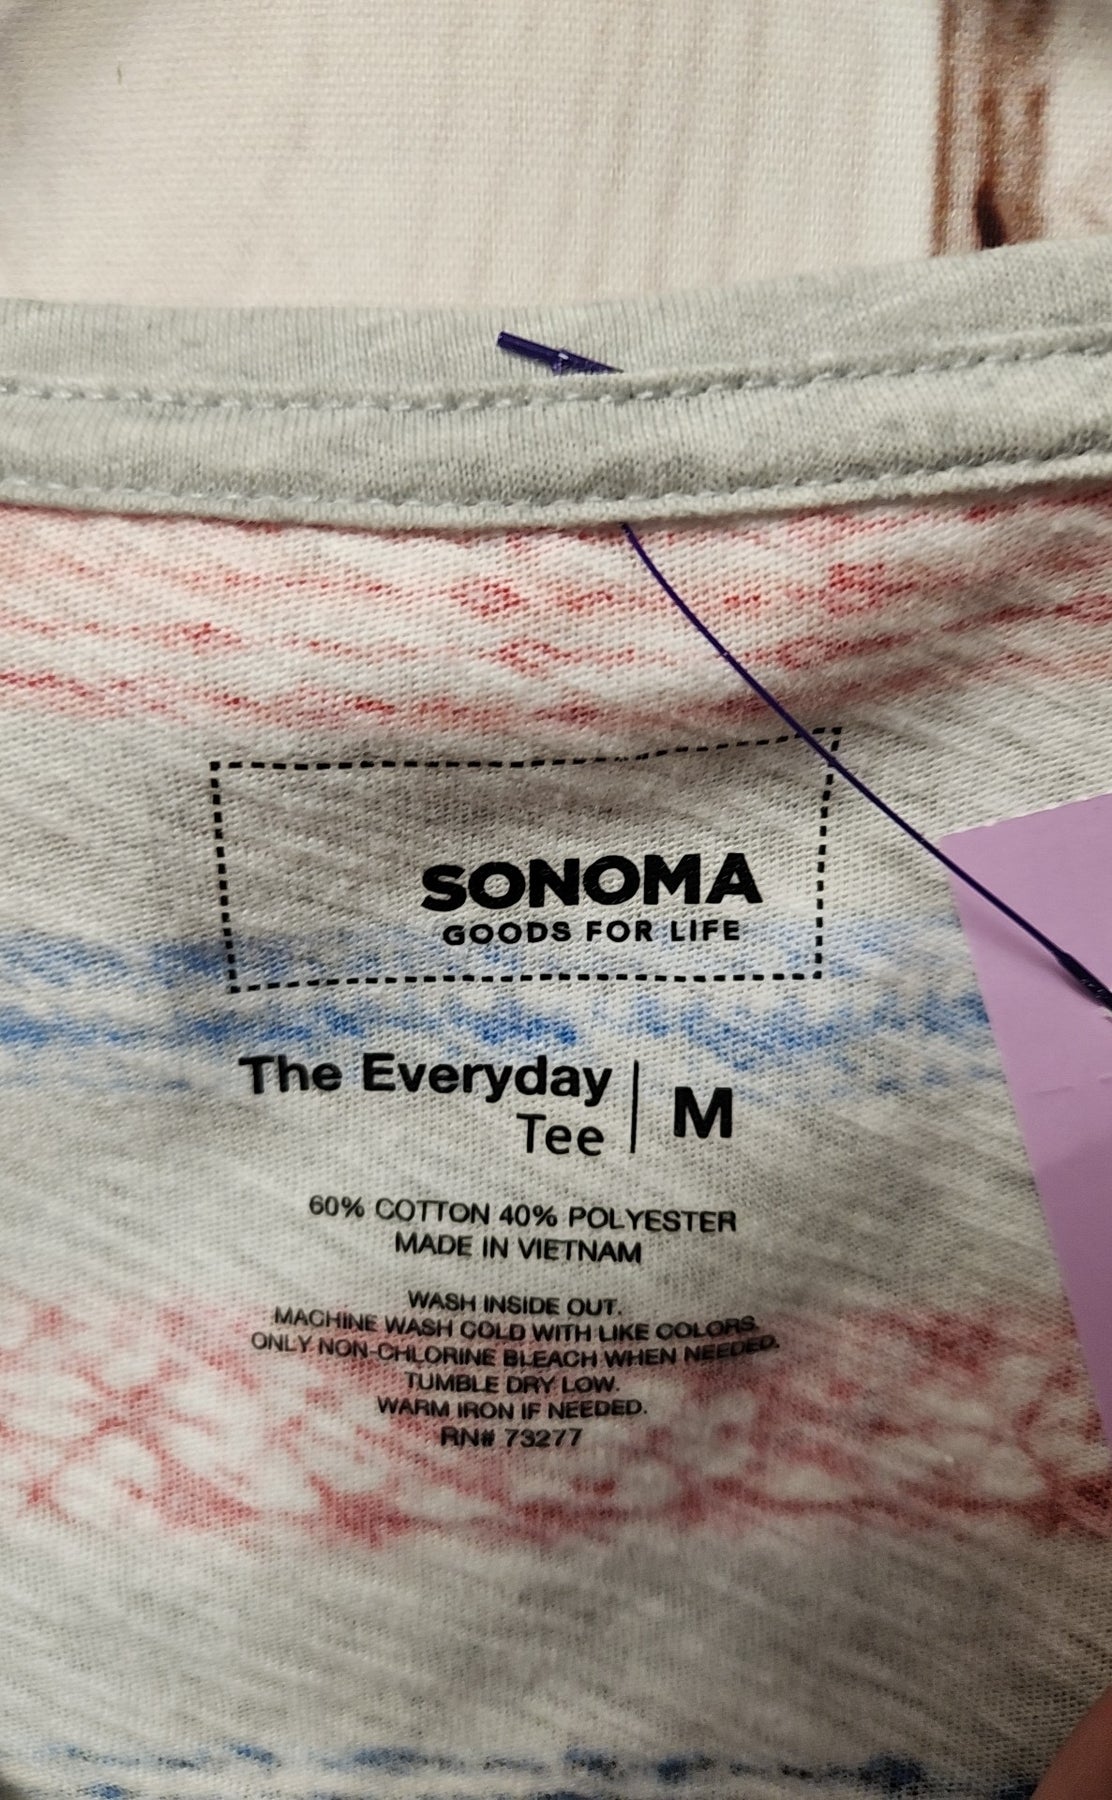 SONOMA
GOODS FOR LIFE
The Everyday
Tee
M
60% COTTON 40% POLYESTER
MADE IN VIETNAM
WASH INSIDE OUT.
MACHINE WASH COLD WITH LIKE COLORS.
ONLY NON-CHLORINE BLEACH WHEN NEEDED.
TUMBLE DRY LOW.
WARM IRON IF NEEDED.
RN# 73277